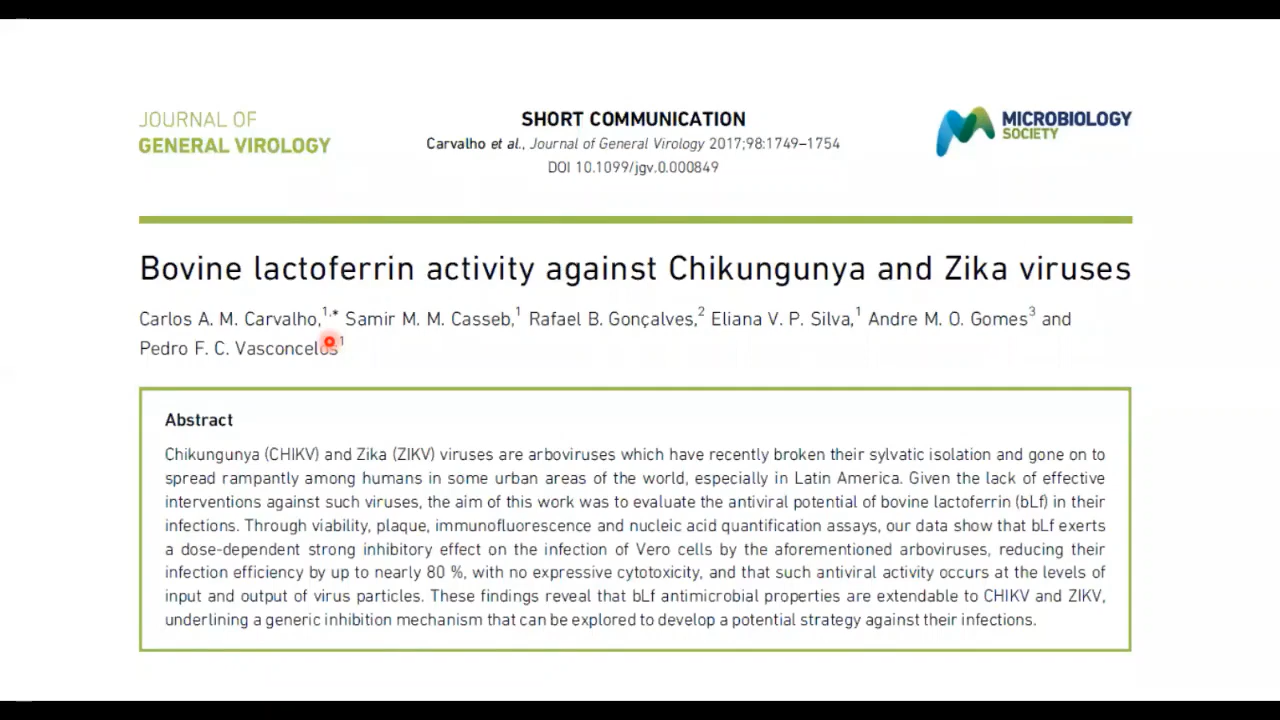 JOURNAL OF
GENERAL VIROLOGY
SHORT COMMUNICATION
Carvalho et al., Journal of General Virology 2017;98:1749–1754
DOI 10.1099/jgv.0.000849
MICROBIOLOGY
SOCIETY
Bovine lactoferrin activity against Chikungunya and Zika viruses
Carlos A. M. Carvalho,1,* Samir M. M. Casseb,1 Rafael B. Gonçalves,2 Eliana V. P. Silva,1 Andre M. O. Gomes3 and
Pedro F. C. Vasconcelos1
Abstract
Chikungunya (CHIKV) and Zika (ZIKV) viruses are arboviruses which have recently broken their sylvatic isolation and gone on to
spread rampantly among humans in some urban areas of the world, especially in Latin America. Given the lack of effective
interventions against such viruses, the aim of this work was to evaluate the antiviral potential of bovine lactoferrin (bLf) in their
infections. Through viability, plaque, immunofluorescence and nucleic acid quantification assays, our data show that bLf exerts
a dose-dependent strong inhibitory effect on the infection of Vero cells by the aforementioned arboviruses, reducing their
infection efficiency by up to nearly 80 %, with no expressive cytotoxicity, and that such antiviral activity occurs at the levels of
input and output of virus particles. These findings reveal that bLf antimicrobial properties are extendable to CHIKV and ZIKV,
underlining a generic inhibition mechanism that can be explored to develop a potential strategy against their infections.